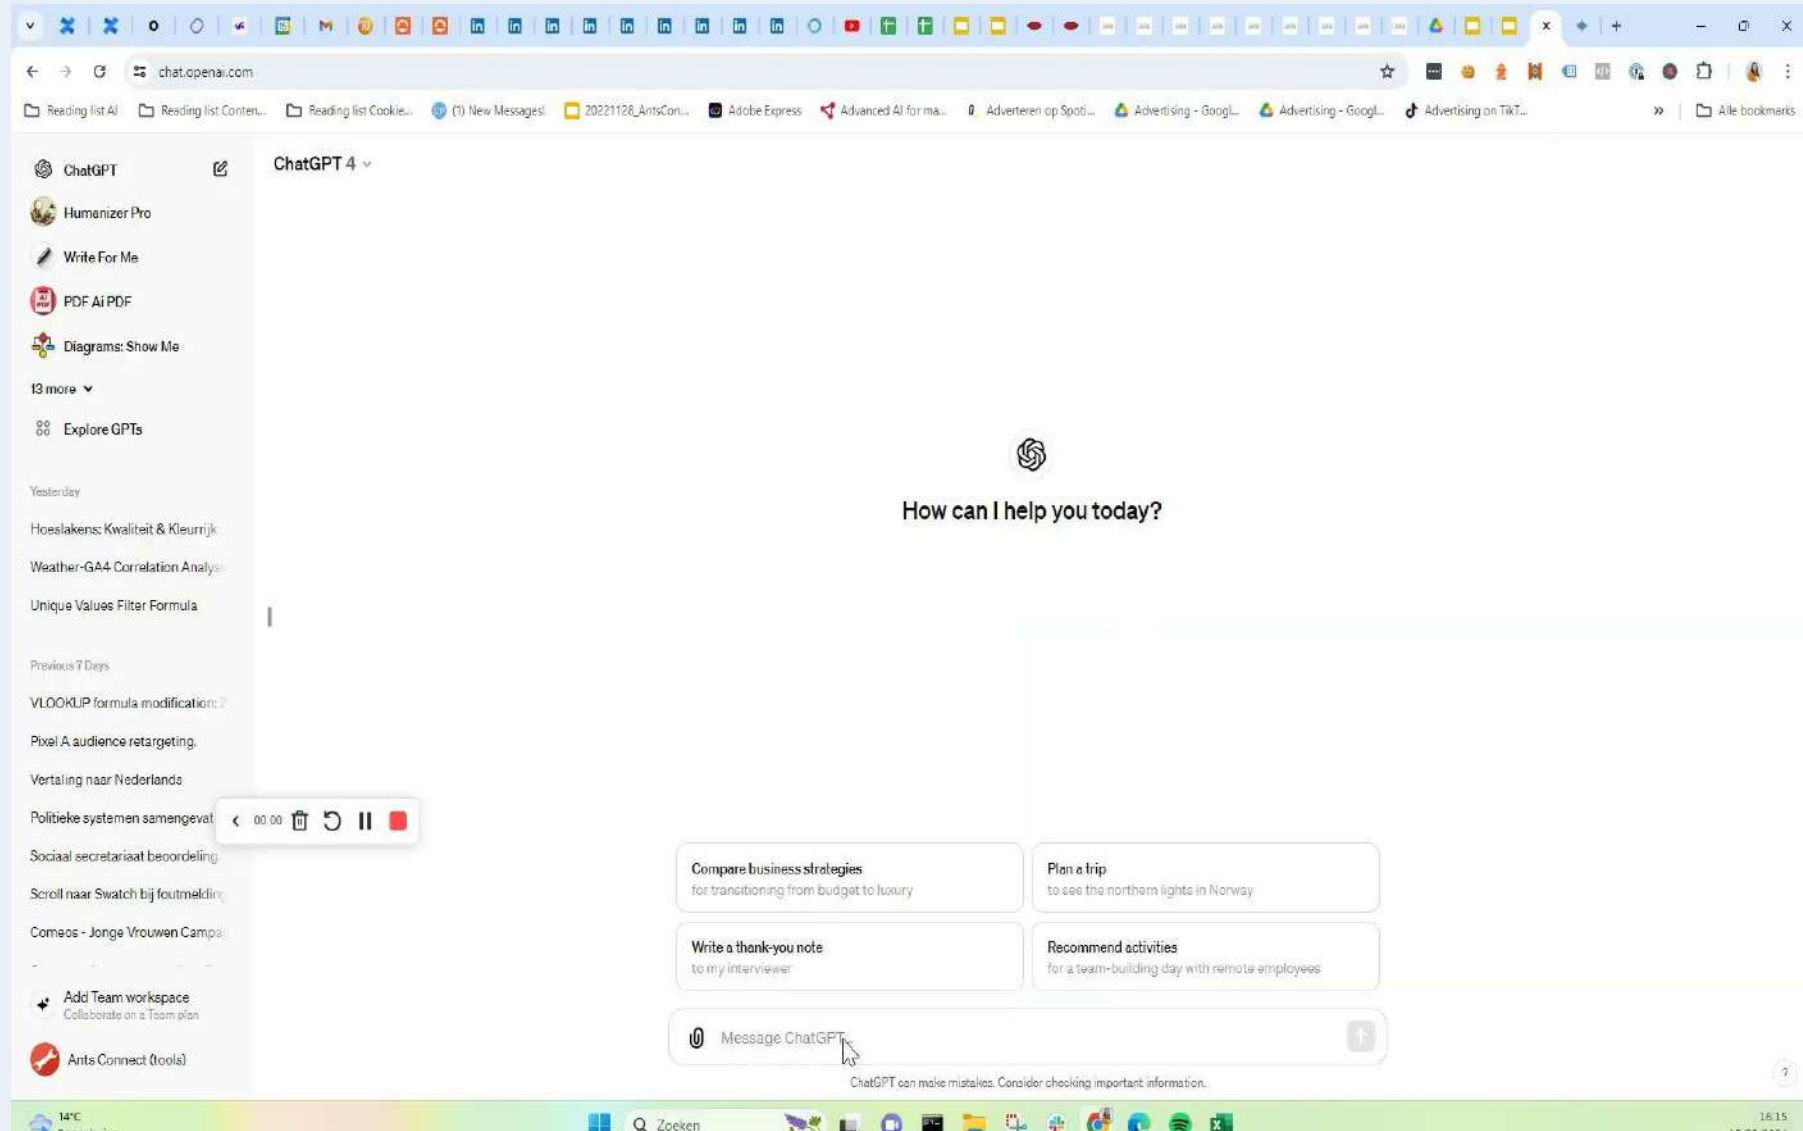 chat.openai.com
Reading list AI
Reading list Conten...
Reading list Cookie...
(1) New Messages!
20221128_AntsCon...
Adobe Express
Advanced AI for ma...
Adverteren op Spoti...
Advertising - Googl...
Advertising - Googl...
Advertising on TikT...
Alle bookmarks
ChatGPT
ChatGPT 4
Humanizer Pro
Write For Me
PDF Ai PDF
Diagrams: Show Me
13 more
Explore GPTs
How can I help you today?
Yesterday
Hoeslakens: Kwaliteit & Kleurrijk
Weather-GA4 Correlation Analys
Unique Values Filter Formula
Previous 7 Days
VLOOKUP formula modification:
Pixel A audience retargeting.
Vertaling naar Nederlands
Politieke systemen samengevat
00:00
Sociaal secretariaat beoordeling
Scroll naar Swatch bij foutmelding
Comeos - Jonge Vrouwen Campa
Compare business strategies
for transitioning from budget to luxury
Plan a trip
to see the northern lights in Norway
Write a thank-you note
to my interviewer
Recommend activities
for a team-building day with remote employees
Add Team workspace
Collaborate on a Team plan
Message ChatGPT
Ants Connect (tools)
ChatGPT can make mistakes. Consider checking important information.
?
14°C
Zoeken
16:15